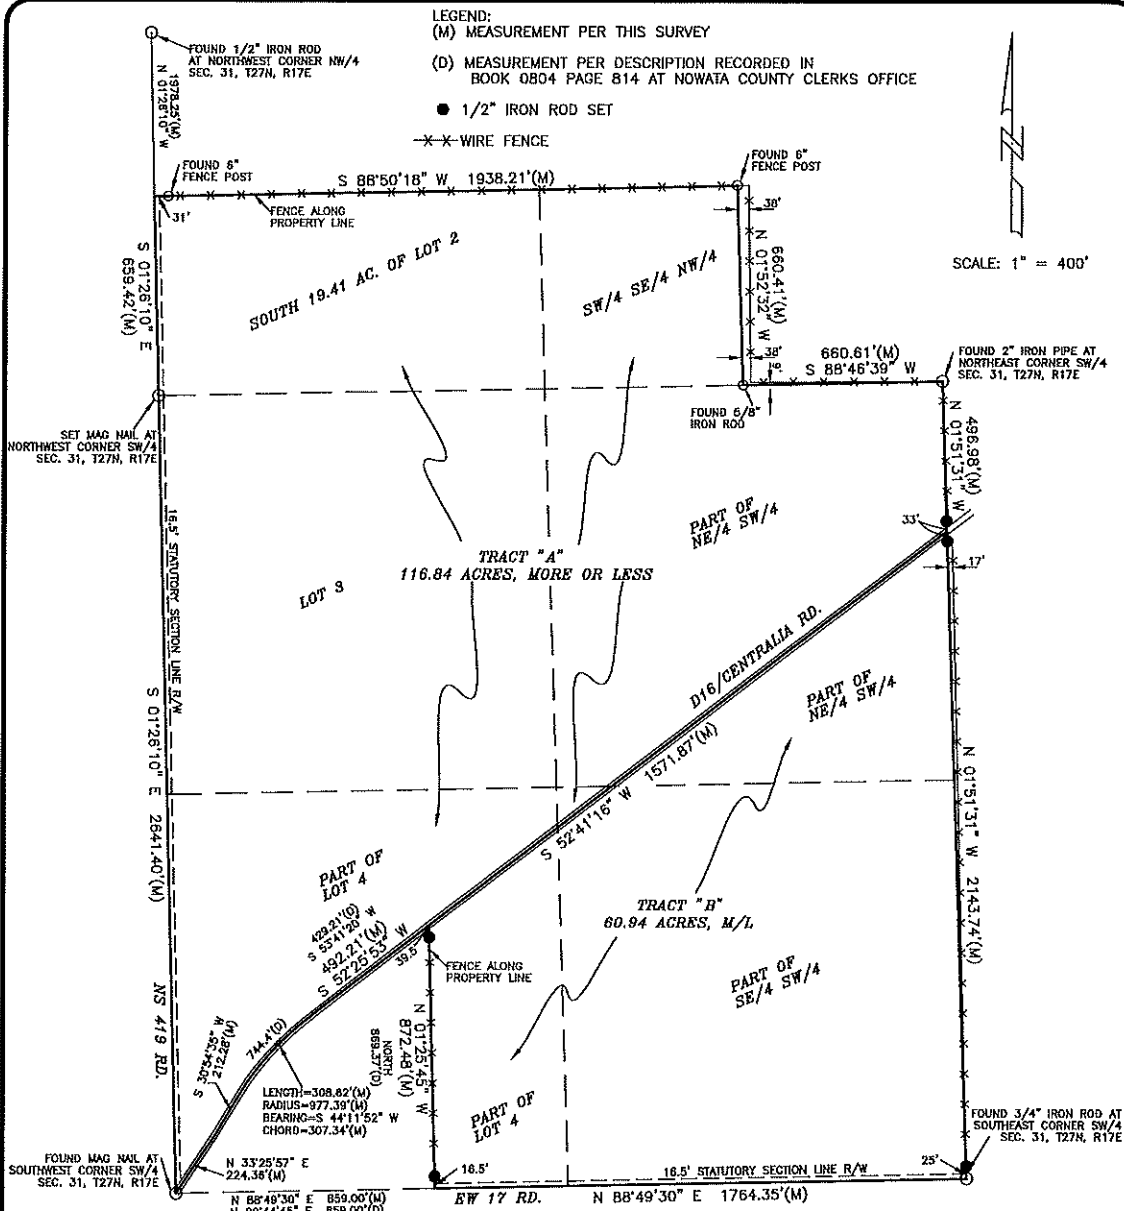 LEGEND:
(M) MEASUREMENT PER THIS SURVEY
(D) MEASUREMENT PER DESCRIPTION RECORDED IN
BOOK 0804 PAGE 814 AT NOWATA COUNTY CLERKS OFFICE
1/2" IRON ROD SET
WIRE FENCE
FOUND 1/2" IRON ROD
AT NORTHWEST CORNER NW/4
SEC. 31, T27N, R17E
1978.25'(M)
N 01°26'10" W
FOUND 6"
FENCE POST
S 86°50'18" W 1938.21'(M)
FOUND 6"
FENCE POST
31'
FENCE ALONG
PROPERTY LINE
38'
N
SCALE: 1" = 400'
S 01°26'10" E
659.42'(M)
SOUTH 19.41 AC. OF LOT 2
SW/4 SE/4 NW/4
660.41'(M)
N 01°52'32" W
38'
660.61'(M)
S 88°46'39" W
9'
FOUND 2" IRON PIPE AT
NORTHEAST CORNER SW/4
SEC. 31, T27N, R17E
FOUND 5/8"
IRON ROD
SET MAG NAIL AT
NORTHWEST CORNER SW/4
SEC. 31, T27N, R17E
496.98'(M)
N 01°51'31" W
16.5' STATUTORY SECTION LINE R/W
PART OF
NE/4 SW/4
33'
17'
TRACT "A"
116.84 ACRES, MORE OR LESS
LOT 3
D16/CENTRALIA RD.
PART OF
NE/4 SW/4
S 01°26'10" E 2641.40'(M)
S 52°41'16" W 1571.87'(M)
N 01°51'31" W 2143.74'(M)
PART OF
LOT 4
TRACT "B"
60.94 ACRES, M/L
429.21'(D)
S 53°41'20" W
492.21'(M)
S 52°25'53" W
39.5'
FENCE ALONG
PROPERTY LINE
PART OF
SE/4 SW/4
NS 419 RD.
744.4'(D)
S 30°54'35" W
212.28'(M)
N 01°25'45" W
872.48'(M)
NORTH
869.37'(D)
LENGTH=308.62'(M)
RADIUS=977.39'(M)
BEARING=S 44°11'52" W
CHORD=307.34'(M)
PART OF
LOT 4
FOUND 3/4" IRON ROD AT
SOUTHEAST CORNER SW/4
SEC. 31, T27N, R17E
FOUND MAG NAIL AT
SOUTHWEST CORNER SW/4
SEC. 31, T27N, R17E
N 33°25'57" E
224.36'(M)
16.5'
16.5' STATUTORY SECTION LINE R/W
25'
N 88°49'30" E 859.00'(M)
EW 17 RD.
N 88°49'30" E 1764.35'(M)